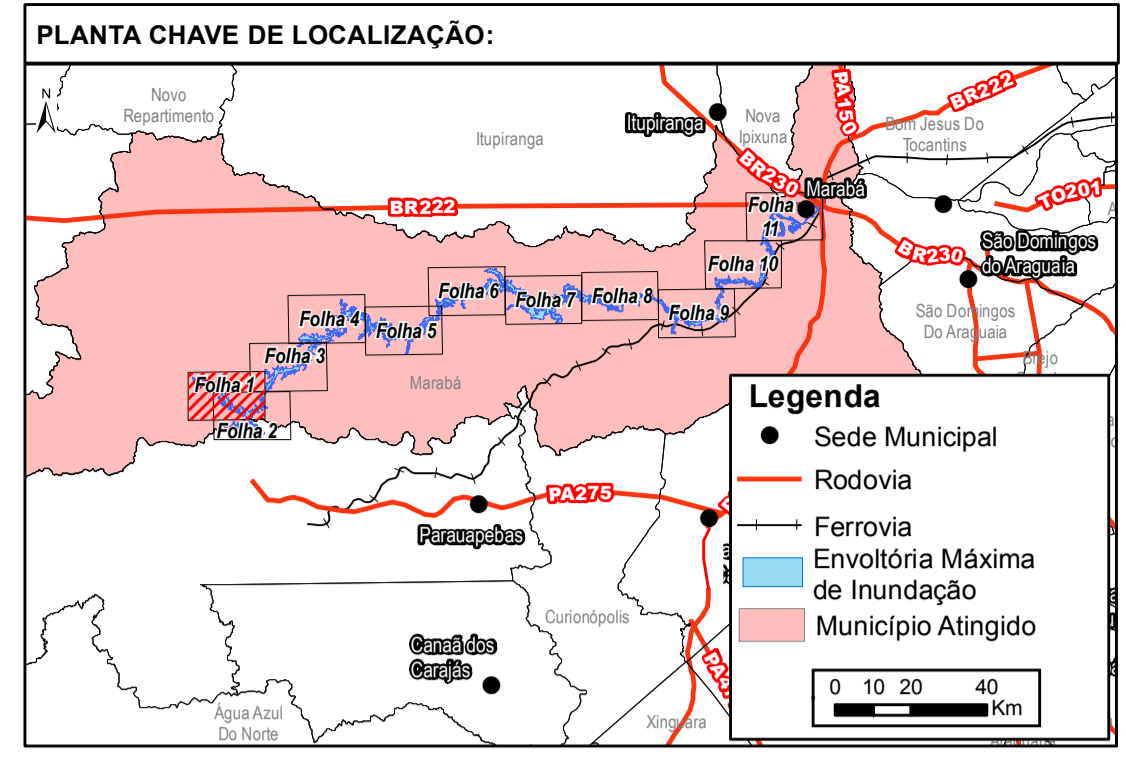 PLANTA CHAVE DE LOCALIZAÇÃO:
N
Novo
Repartimento
Itupiranga
Itupiranga
Nova
Ipixuna
PA150
BR222
Bom Jesus Do
Tocantins
BR230
Marabá
TO201
BR222
Folha
11
BR230
São Domingos
do Araguaia
Folha 10
Folha 6
Folha 7
Folha 8
Folha 9
São Domingos
Do Araguaia
Folha 4
Folha 5
Folha 3
Brejo
Marabá
Folha 1
Folha 2
PA275
Parauapebas
Curionópolis
Canaã dos
Carajás
Água Azul
Do Norte
Xinguara
Legenda
Sede Municipal
Rodovia
Ferrovia
Envoltória Máxima
de Inundação
Município Atingido
0 10 20 40
Km